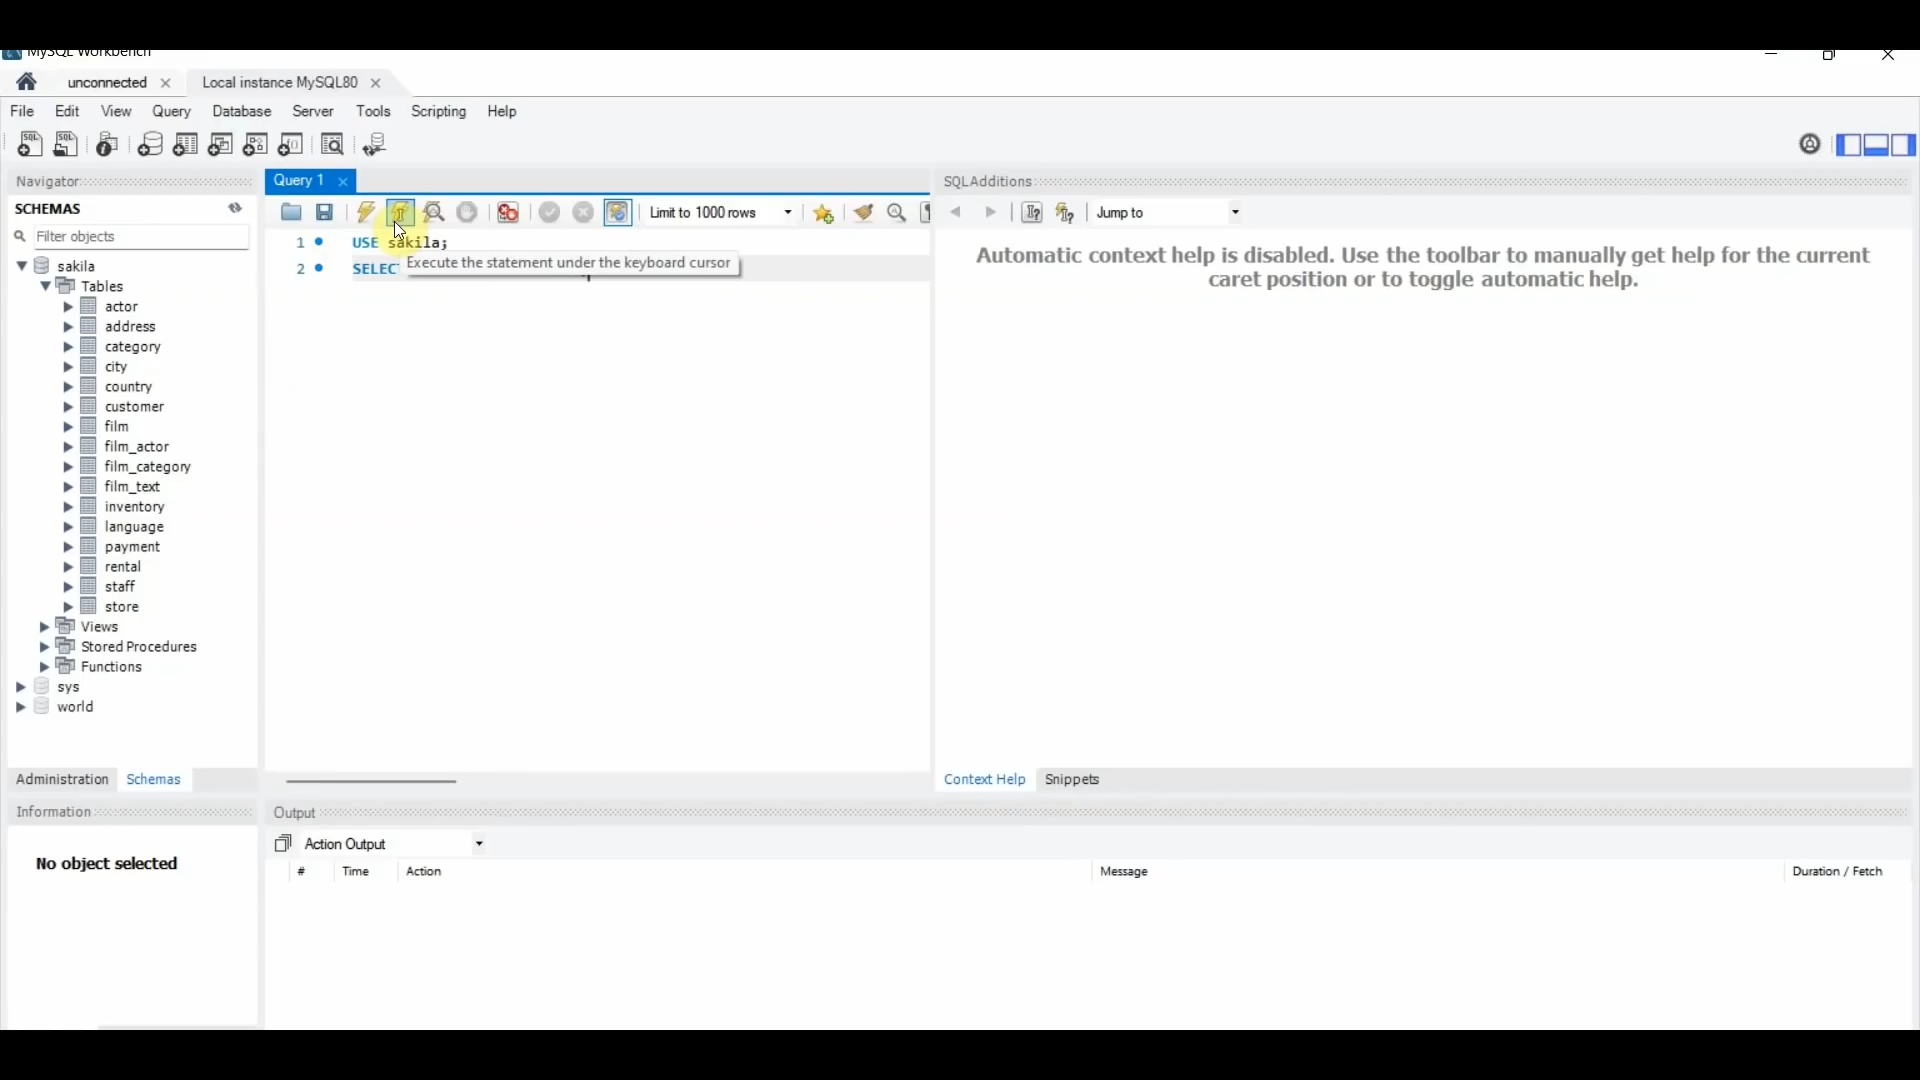 MySQL Workbench
unconnected
Local instance MySQL80
File Edit View Query Database Server Tools Scripting Help
Navigator
SCHEMAS
Filter objects
sakila
Tables
actor
address
category
city
country
customer
film
film_actor
film_category
film_text
inventory
language
payment
rental
staff
store
Views
Stored Procedures
Functions
sys
world
Administration Schemas
Information
No object selected
Query 1
Limit to 1000 rows
1 USE sakila;
2 SELECT
Execute the statement under the keyboard cursor
SQLAdditions
Jump to
Automatic context help is disabled. Use the toolbar to manually get help for the current
caret position or to toggle automatic help.
Context Help Snippets
Output
Action Output
# Time Action Message Duration / Fetch